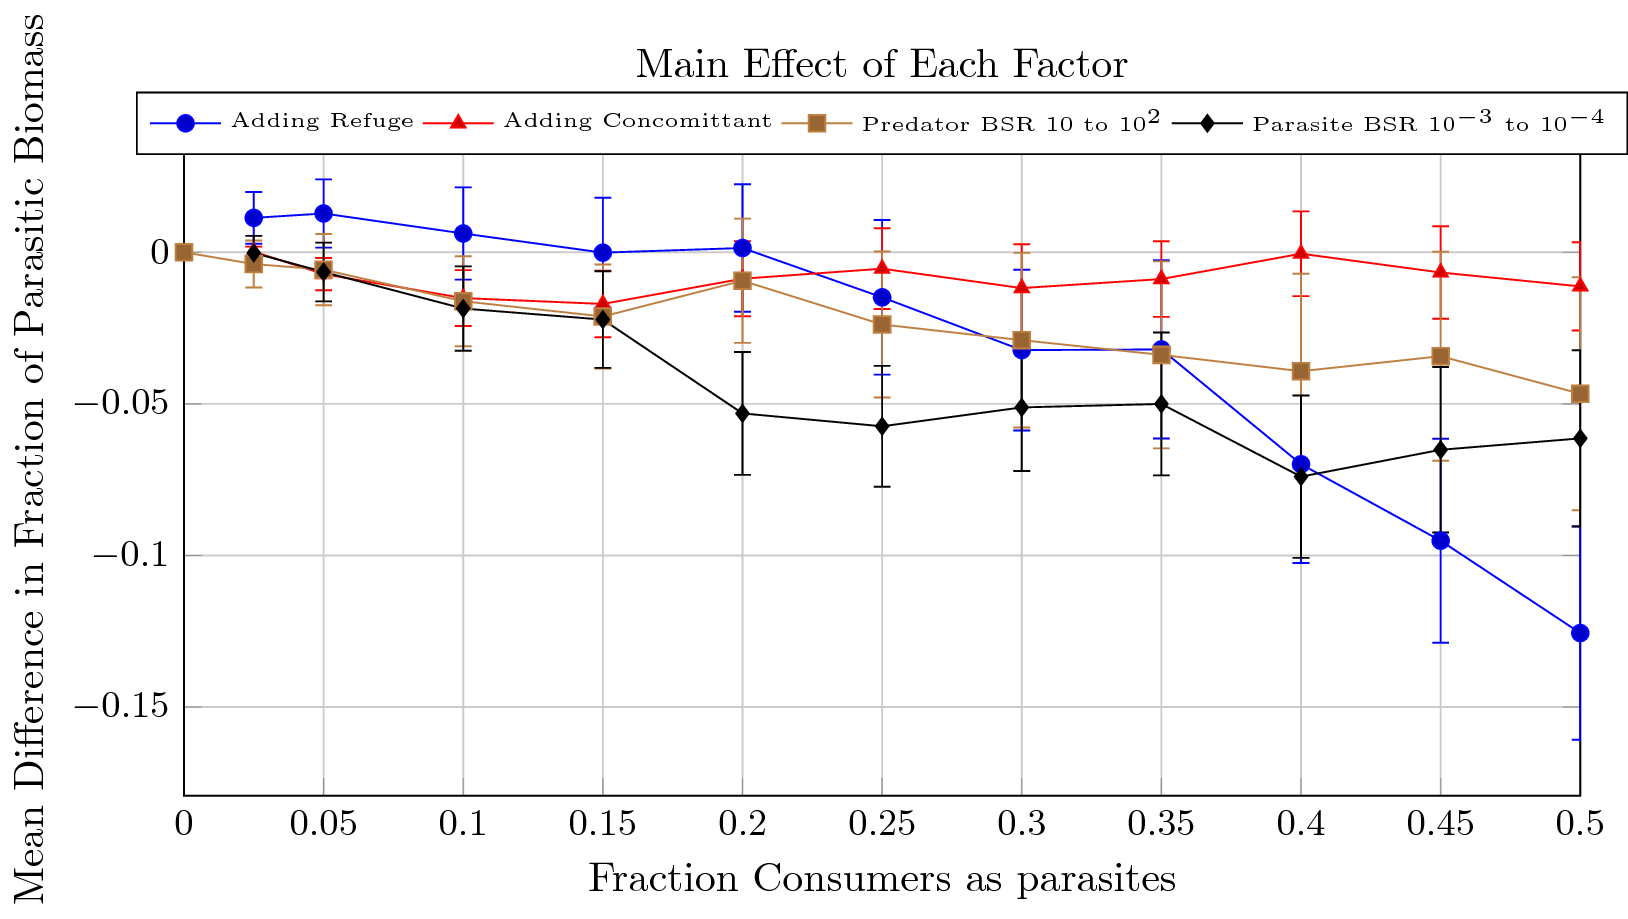 Main Effect of Each Factor
Adding Refuge Adding Concomittant Predator BSR 10 to 10² Parasite BSR 10⁻³ to 10⁻⁴
Mean Difference in Fraction of Parasitic Biomass
0
−0.05
−0.1
−0.15
0 0.05 0.1 0.15 0.2 0.25 0.3 0.35 0.4 0.45 0.5
Fraction Consumers as parasites